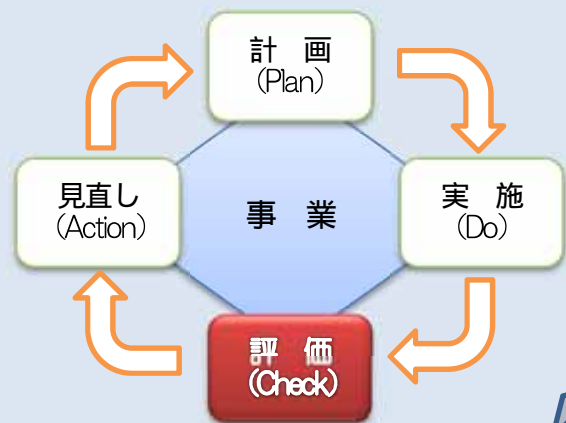 計　画
(Plan)
見直し
(Action)
事　業
実　施
(Do)
評　価
(Check)